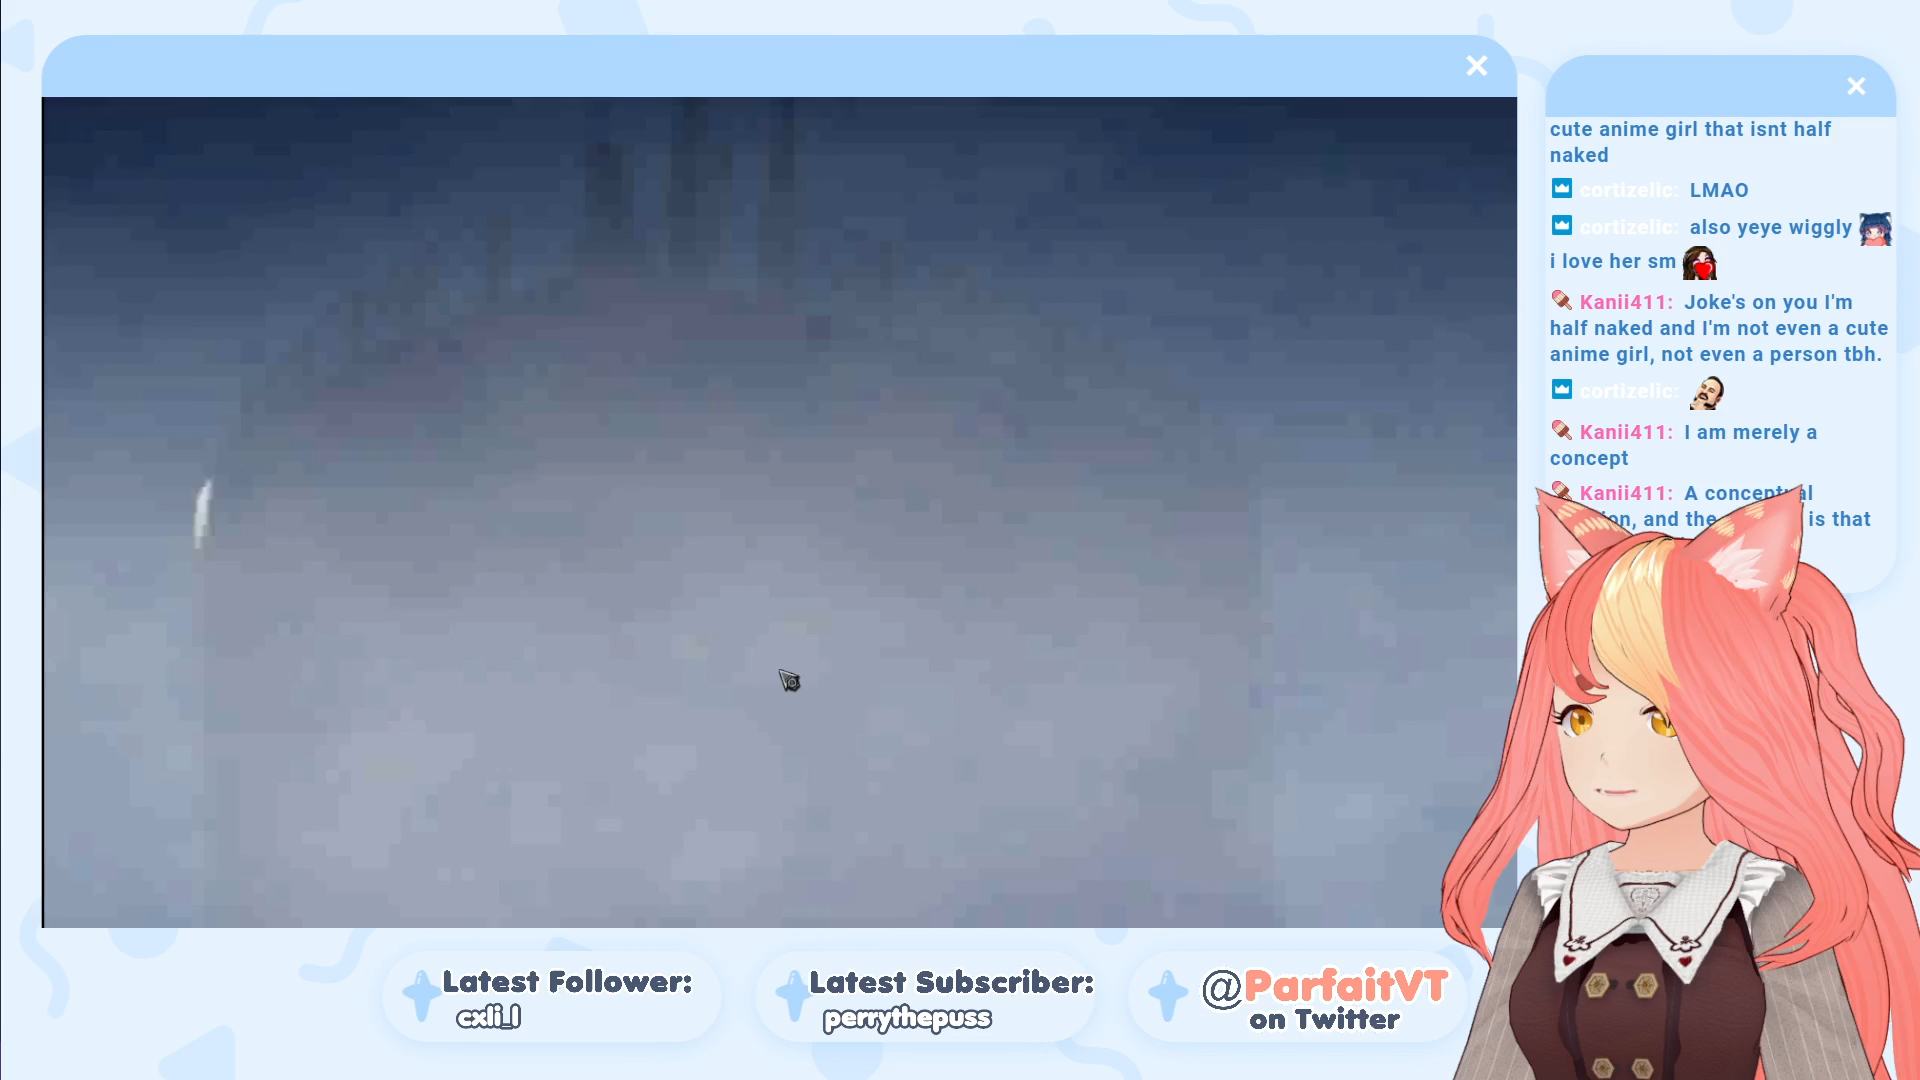 cute anime girl that isnt half
naked
cortizelic: LMAO
cortizelic: also yeye wiggly
i love her sm
Kanii411: Joke's on you I'm
half naked and I'm not even a cute
anime girl, not even a person tbh.
cortizelic:
Kanii411: I am merely a
concept
Kanii411: A
and the is that
Latest Follower:
cxli_l
Latest Subscriber:
perrythepuss
@ParfaitVT
on Twitter